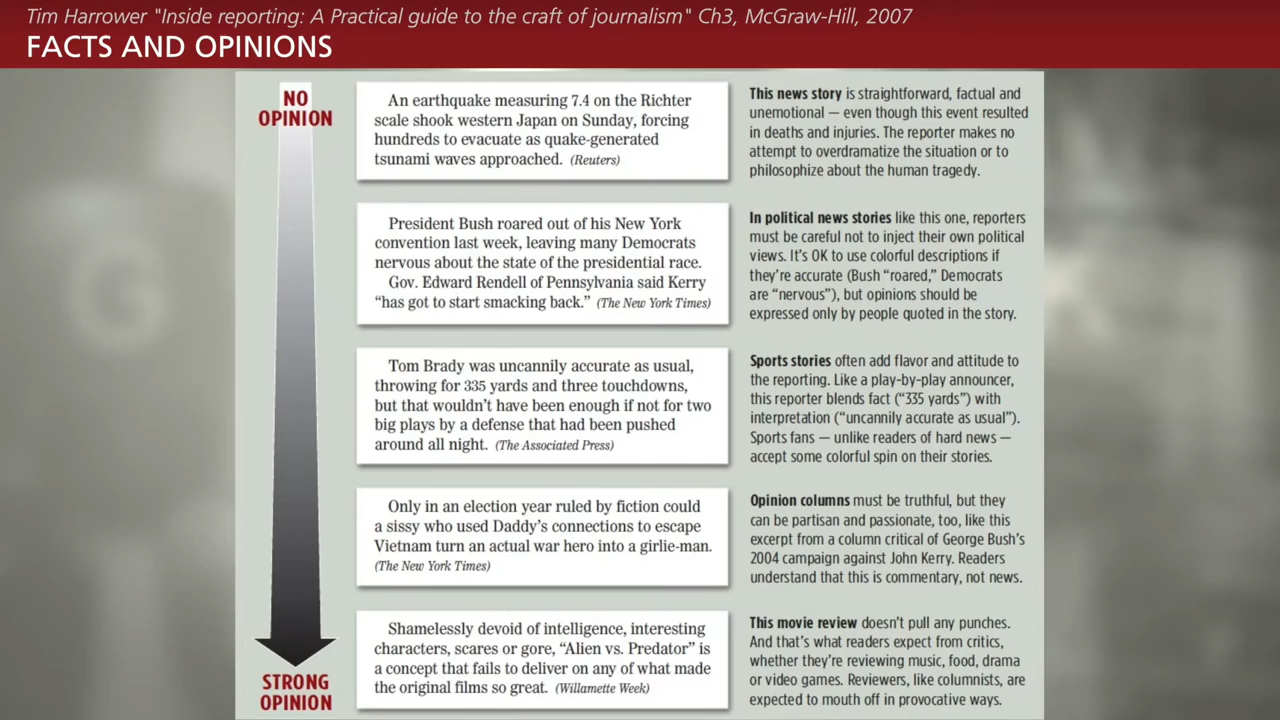 Tim Harrower "Inside reporting: A Practical guide to the craft of journalism" Ch3, McGraw-Hill, 2007
FACTS AND OPINIONS
NO
OPINION
An earthquake measuring 7.4 on the Richter
scale shook western Japan on Sunday, forcing
hundreds to evacuate as quake-generated
tsunami waves approached. (Reuters)
This news story is straightforward, factual and
unemotional — even though this event resulted
in deaths and injuries. The reporter makes no
attempt to overdramatize the situation or to
philosophize about the human tragedy.
President Bush roared out of his New York
convention last week, leaving many Democrats
nervous about the state of the presidential race.
Gov. Edward Rendell of Pennsylvania said Kerry
“has got to start smacking back.” (The New York Times)
In political news stories like this one, reporters
must be careful not to inject their own political
views. It’s OK to use colorful descriptions if
they’re accurate (Bush “roared,” Democrats
are “nervous”), but opinions should be
expressed only by people quoted in the story.
Tom Brady was uncannily accurate as usual,
throwing for 335 yards and three touchdowns,
but that wouldn’t have been enough if not for two
big plays by a defense that had been pushed
around all night. (The Associated Press)
Sports stories often add flavor and attitude to
the reporting. Like a play-by-play announcer,
this reporter blends fact (“335 yards”) with
interpretation (“uncannily accurate as usual”).
Sports fans — unlike readers of hard news —
accept some colorful spin on their stories.
Only in an election year ruled by fiction could
a sissy who used Daddy’s connections to escape
Vietnam turn an actual war hero into a girlie-man.
(The New York Times)
Opinion columns must be truthful, but they
can be partisan and passionate, too, like this
excerpt from a column critical of George Bush’s
2004 campaign against John Kerry. Readers
understand that this is commentary, not news.
Shamelessly devoid of intelligence, interesting
characters, scares or gore, “Alien vs. Predator” is
a concept that fails to deliver on any of what made
the original films so great. (Willamette Week)
This movie review doesn’t pull any punches.
And that’s what readers expect from critics,
whether they’re reviewing music, food, drama
or video games. Reviewers, like columnists, are
expected to mouth off in provocative ways.
STRONG
OPINION